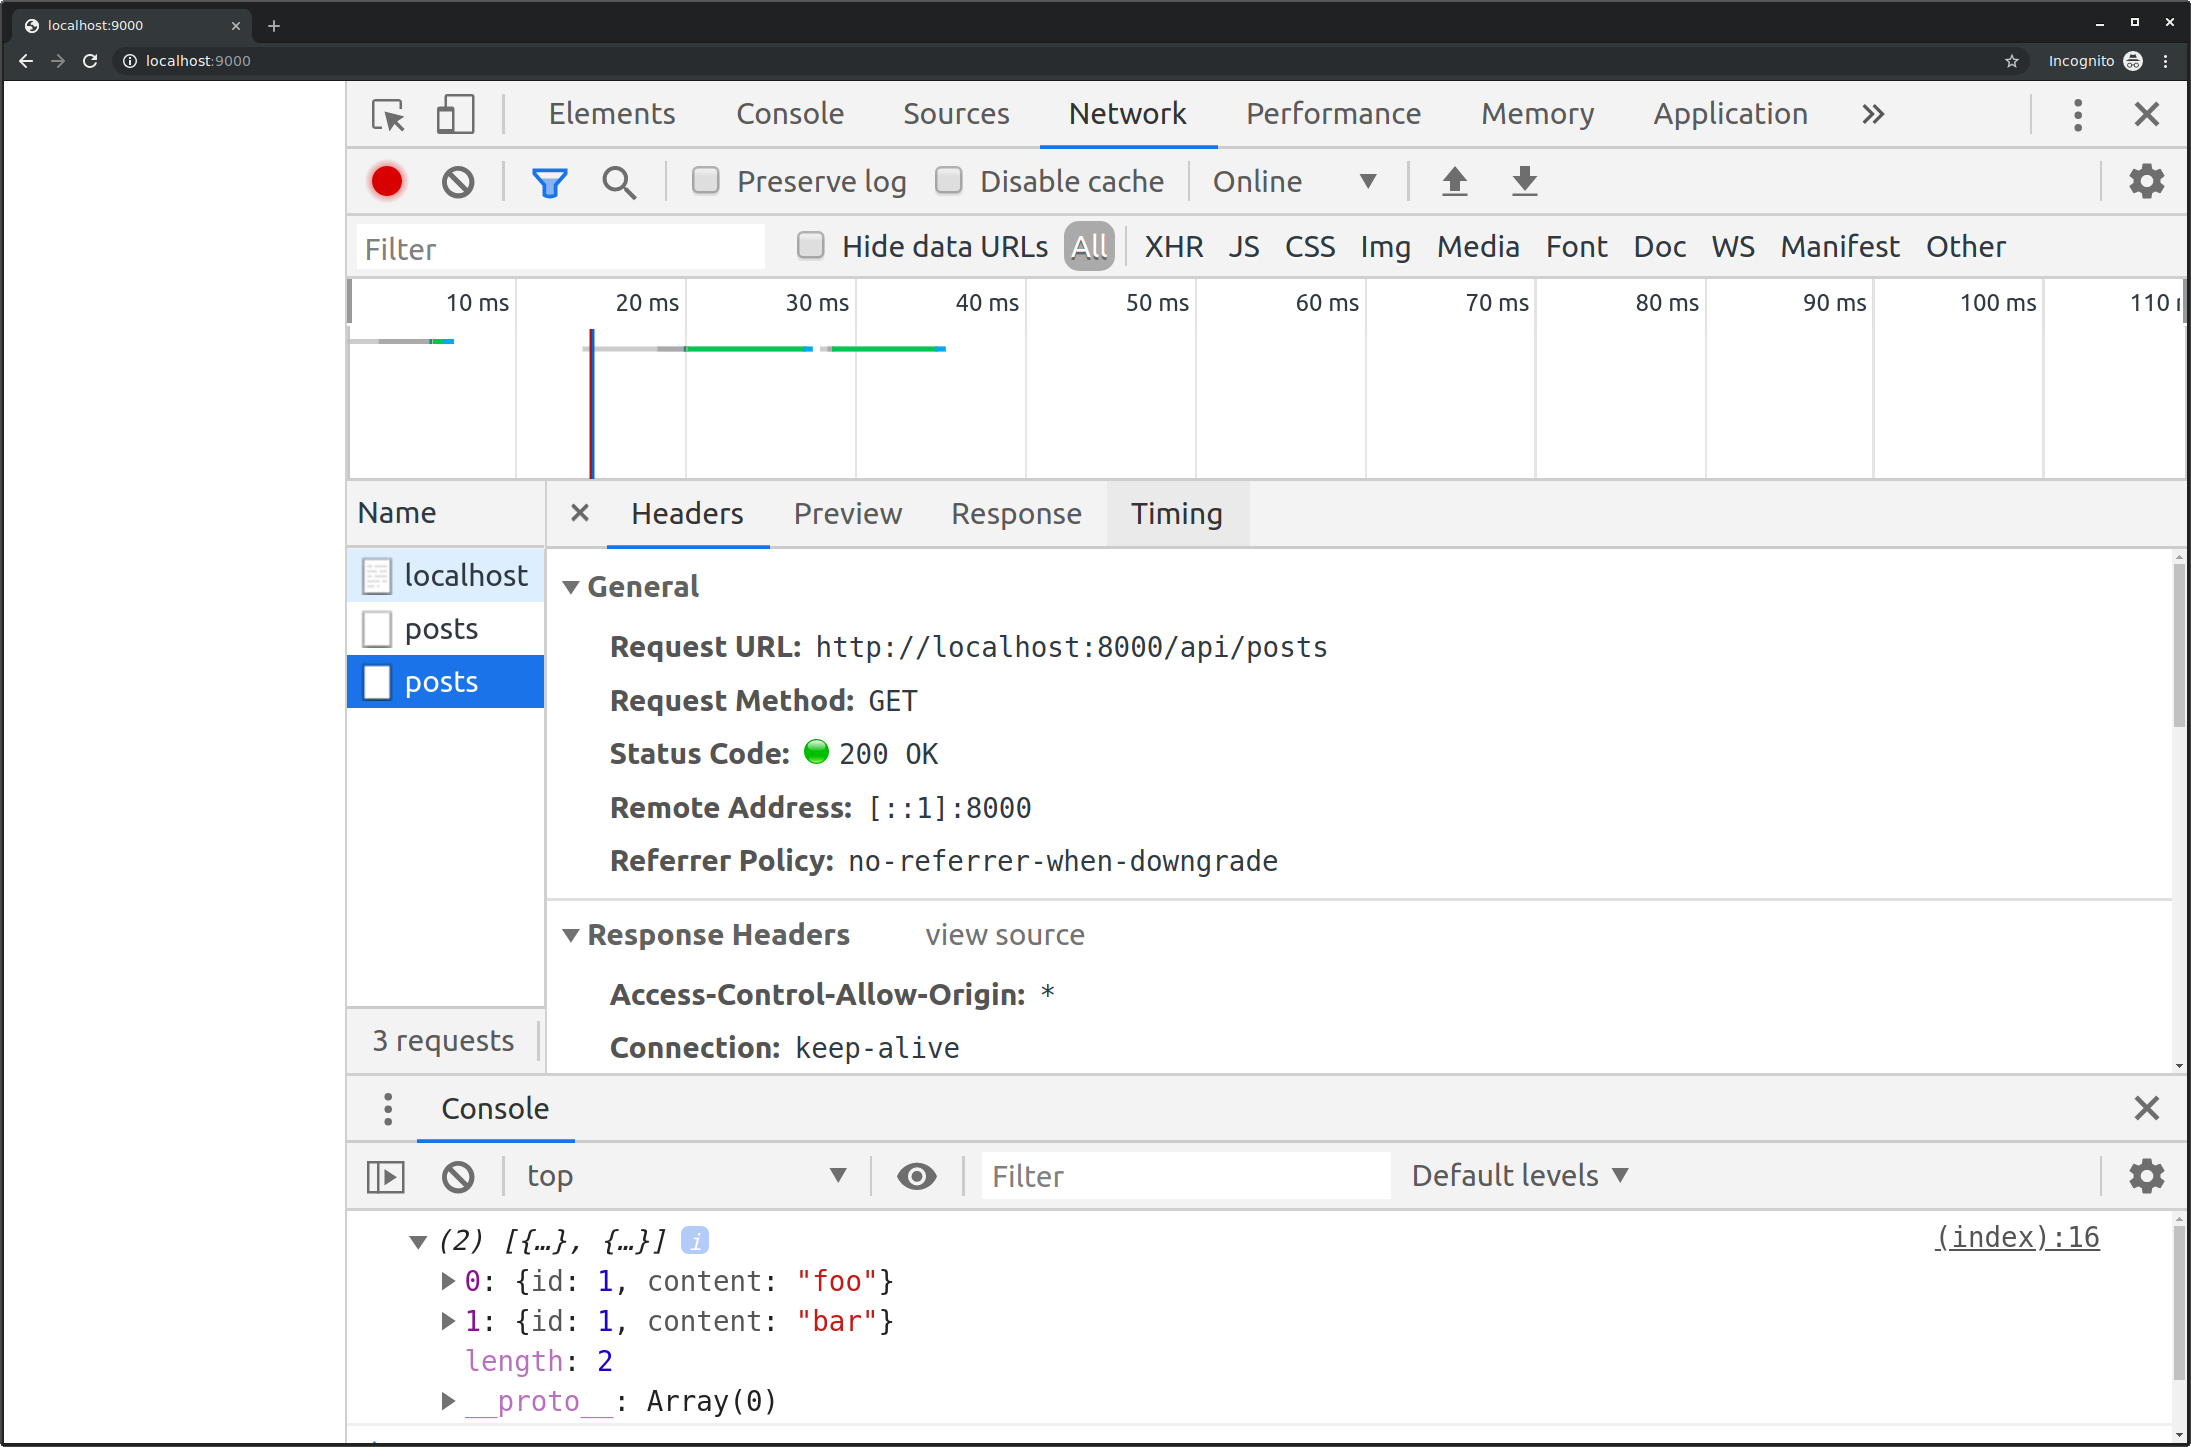 localhost:9000
localhost:9000 Incognito
Elements Console Sources Network Performance Memory Application
Preserve log Disable cache Online
Filter Hide data URLs All XHR JS CSS Img Media Font Doc WS Manifest Other
10 ms 20 ms 30 ms 40 ms 50 ms 60 ms 70 ms 80 ms 90 ms 100 ms 110
Name Headers Preview Response Timing
localhost
posts
posts
3 requests
General
Request URL: http://localhost:8000/api/posts
Request Method: GET
Status Code: 200 OK
Remote Address: [::1]:8000
Referrer Policy: no-referrer-when-downgrade
Response Headers view source
Access-Control-Allow-Origin: *
Connection: keep-alive
Console
top Filter Default levels
(2) [{…}, {…}] i (index):16
0: {id: 1, content: "foo"}
1: {id: 1, content: "bar"}
length: 2
__proto__: Array(0)